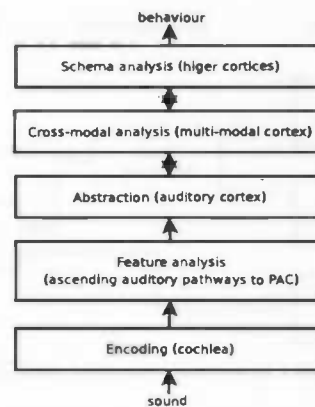 behaviour
Schema analysis (higer cortices)
Cross-modal analysis (multi-modal cortex)
Abstraction (auditory cortex)
Feature analysis
(ascending auditory pathways to PAC)
Encoding (cochlea)
sound